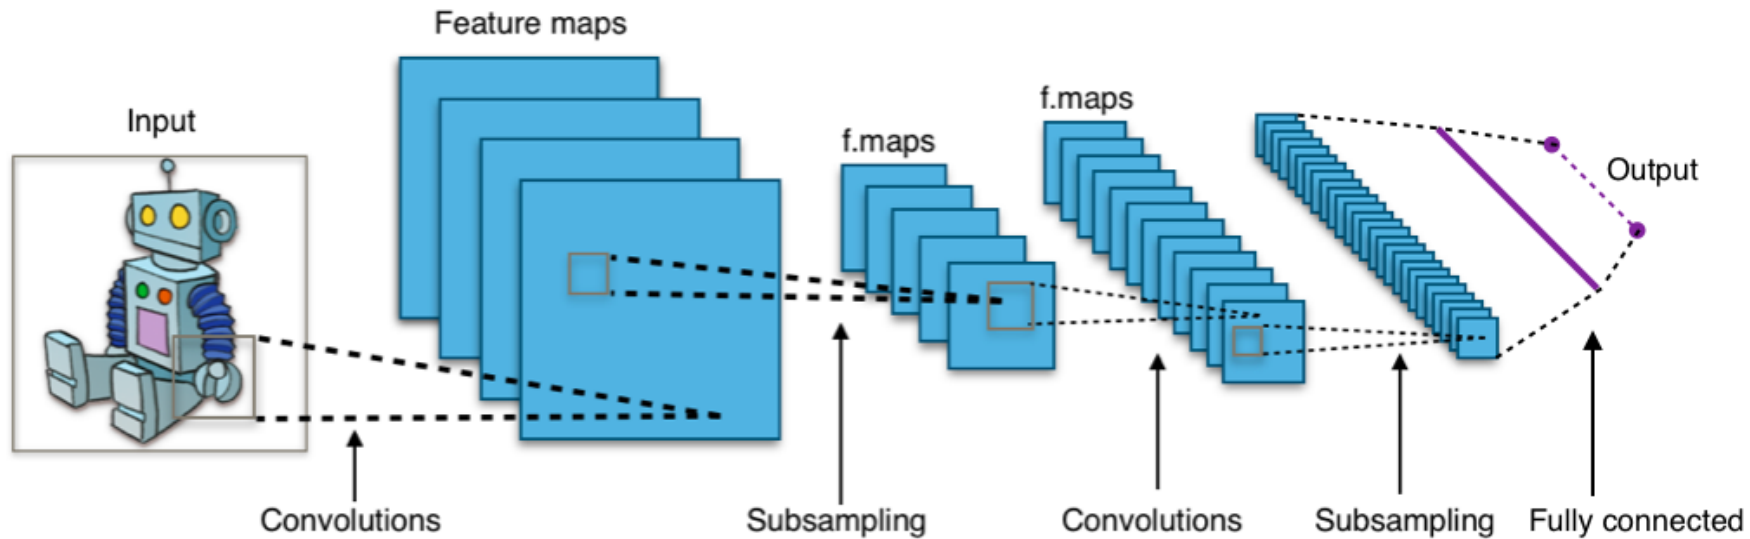 Feature maps
f.maps
Input
f.maps
Output
Convolutions
Subsampling
Convolutions
Subsampling
Fully connected